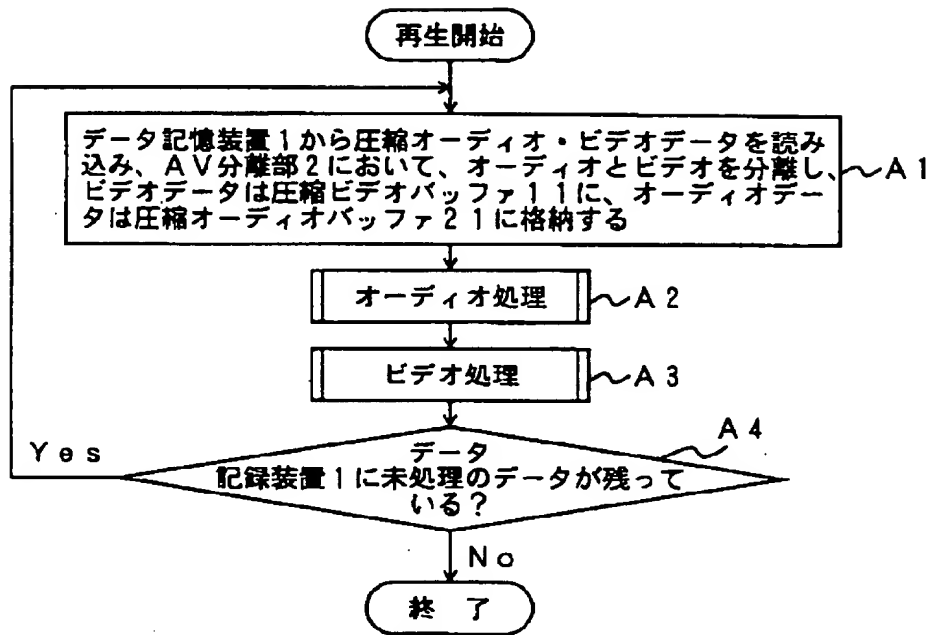 再生開始
データ記憶装置1から圧縮オーディオ・ビデオデータを読み
込み、AV分離部2において、オーディオとビデオを分離し、
ビデオデータは圧縮ビデオバッファ11に、オーディオデー
タは圧縮オーディオバッファ21に格納する
A1
オーディオ処理
A2
ビデオ処理
A3
A4
Yes
データ
記録装置1に未処理のデータが残って
いる?
No
終 了